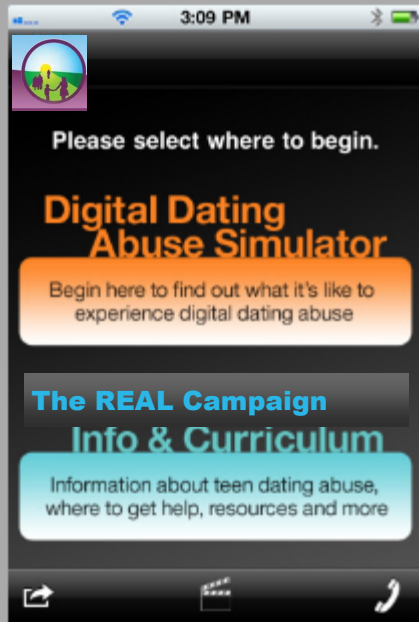 3:09 PM
Please select where to begin.
Digital Dating
Abuse Simulator
Begin here to find out what it's like to
experience digital dating abuse
The REAL Campaign
Info & Curriculum
Information about teen dating abuse,
where to get help, resources and more